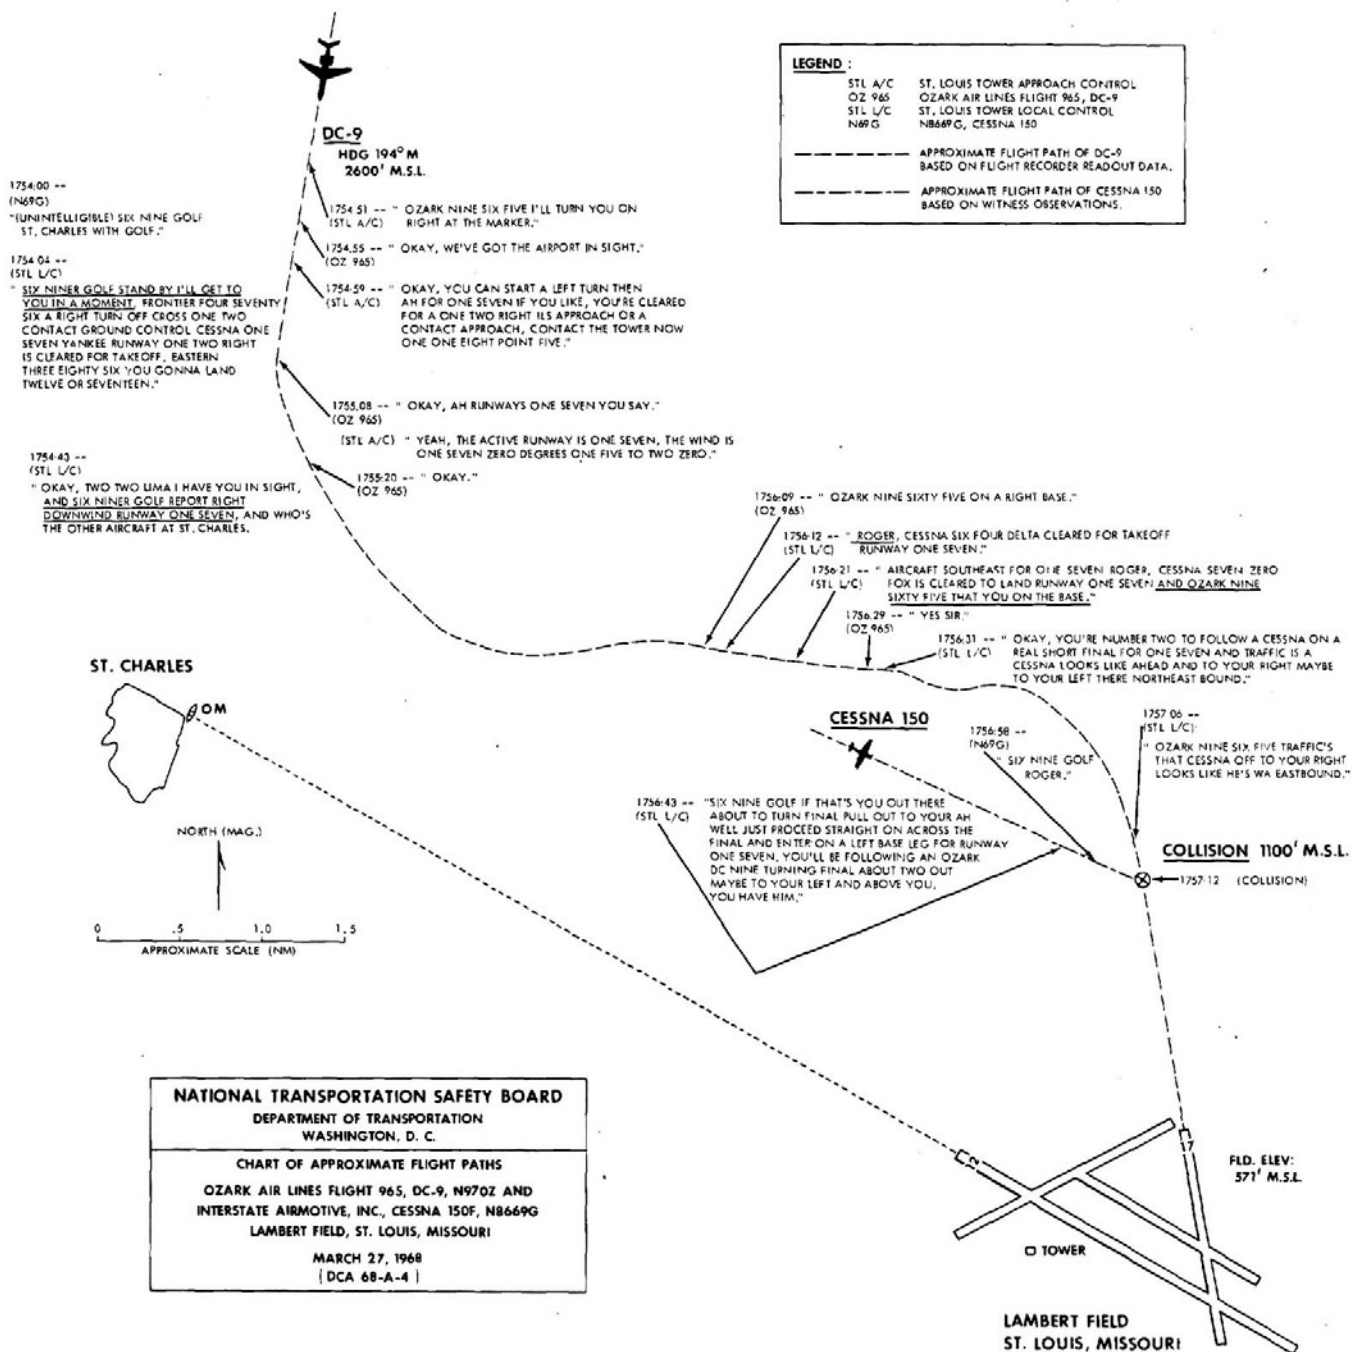 LEGEND :
STL A/C ST. LOUIS TOWER APPROACH CONTROL
OZ 965 OZARK AIR LINES FLIGHT 965, DC-9
STL L/C ST. LOUIS TOWER LOCAL CONTROL
N69G N8669G, CESSNA 150
APPROXIMATE FLIGHT PATH OF DC-9
BASED ON FLIGHT RECORDER READOUT DATA.
APPROXIMATE FLIGHT PATH OF CESSNA 150
BASED ON WITNESS OBSERVATIONS.
DC-9
HDG 194° M
2600' M.S.L.
1754:00 --
(N69G)
"(UNINTELLIGIBLE) SIX NINE GOLF
ST. CHARLES WITH GOLF."
1754:04 --
(STL L/C)
" SIX NINER GOLF STAND BY I'LL GET TO
YOU IN A MOMENT, FRONTIER FOUR SEVENTY
SIX A RIGHT TURN OFF CROSS ONE TWO
CONTACT GROUND CONTROL CESSNA ONE
SEVEN YANKEE RUNWAY ONE TWO RIGHT
IS CLEARED FOR TAKEOFF, EASTERN
THREE EIGHTY SIX YOU GONNA LAND
TWELVE OR SEVENTEEN."
1754:43 --
(STL L/C)
" OKAY, TWO TWO LIMA I HAVE YOU IN SIGHT,
AND SIX NINER GOLF REPORT RIGHT
DOWNWIND RUNWAY ONE SEVEN, AND WHO'S
THE OTHER AIRCRAFT AT ST. CHARLES.
1754:51 -- " OZARK NINE SIX FIVE I'LL TURN YOU ON
(STL A/C) RIGHT AT THE MARKER."
1754:55 -- " OKAY, WE'VE GOT THE AIRPORT IN SIGHT."
(OZ 965)
1754:59 -- " OKAY, YOU CAN START A LEFT TURN THEN
(STL A/C) AH FOR ONE SEVEN IF YOU LIKE, YOU'RE CLEARED
FOR A ONE TWO RIGHT ILS APPROACH OR A
CONTACT APPROACH, CONTACT THE TOWER NOW
ONE ONE EIGHT POINT FIVE."
1755:08 -- " OKAY, AH RUNWAYS ONE SEVEN YOU SAY."
(OZ 965)
(STL A/C) " YEAH, THE ACTIVE RUNWAY IS ONE SEVEN, THE WIND IS
ONE SEVEN ZERO DEGREES ONE FIVE TO TWO ZERO."
1755:20 -- " OKAY."
(OZ 965)
1756:09 -- " OZARK NINE SIXTY FIVE ON A RIGHT BASE."
(OZ 965)
1756:12 -- " ROGER, CESSNA SIX FOUR DELTA CLEARED FOR TAKEOFF
(STL L/C) RUNWAY ONE SEVEN."
1756:21 -- " AIRCRAFT SOUTHEAST FOR ONE SEVEN ROGER, CESSNA SEVEN ZERO
(STL L/C) FOX IS CLEARED TO LAND RUNWAY ONE SEVEN AND OZARK NINE
SIXTY FIVE THAT YOU ON THE BASE."
1756:29 -- " YES SIR."
(OZ 965)
1756:31 -- " OKAY, YOU'RE NUMBER TWO TO FOLLOW A CESSNA ON A
(STL L/C) REAL SHORT FINAL FOR ONE SEVEN AND TRAFFIC IS A
CESSNA LOOKS LIKE AHEAD AND TO YOUR RIGHT MAYBE
TO YOUR LEFT THERE NORTHEAST BOUND."
ST. CHARLES
OM
CESSNA 150
1756:58 --
(N69G)
" SIX NINE GOLF
ROGER."
1757:06 --
(STL L/C)
" OZARK NINE SIX FIVE TRAFFIC'S
THAT CESSNA OFF TO YOUR RIGHT
LOOKS LIKE HE'S WA EASTBOUND."
1756:43 -- "SIX NINE GOLF IF THAT'S YOU OUT THERE
(STL L/C) ABOUT TO TURN FINAL PULL OUT TO YOUR AH
WELL JUST PROCEED STRAIGHT ON ACROSS THE
FINAL AND ENTER ON A LEFT BASE LEG FOR RUNWAY
ONE SEVEN, YOU'LL BE FOLLOWING AN OZARK
DC NINE TURNING FINAL ABOUT TWO OUT
MAYBE TO YOUR LEFT AND ABOVE YOU,
YOU HAVE HIM."
COLLISION 1100' M.S.L.
1757:12 (COLLISION)
NORTH (MAG.)
0 .5 1.0 1.5
APPROXIMATE SCALE (NM)
NATIONAL TRANSPORTATION SAFETY BOARD
DEPARTMENT OF TRANSPORTATION
WASHINGTON, D. C.
CHART OF APPROXIMATE FLIGHT PATHS
OZARK AIR LINES FLIGHT 965, DC-9, N970Z AND
INTERSTATE AIRMOTIVE, INC., CESSNA 150F, N8669G
LAMBERT FIELD, ST. LOUIS, MISSOURI
MARCH 27, 1968
( DCA 68-A-4 )
12
17
FLD. ELEV:
571' M.S.L.
TOWER
LAMBERT FIELD
ST. LOUIS, MISSOURI